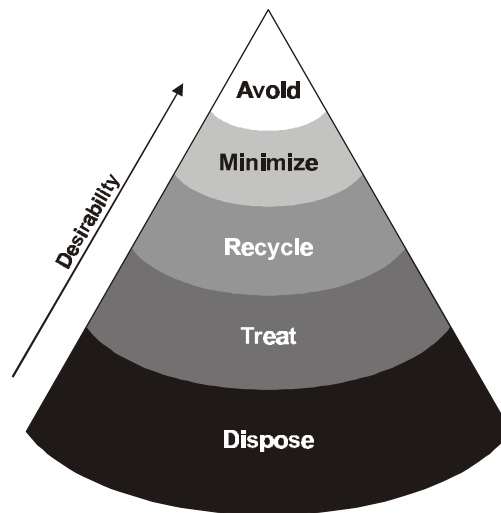 Avoid
Minimize
Recycle
Treat
Dispose
Desirability